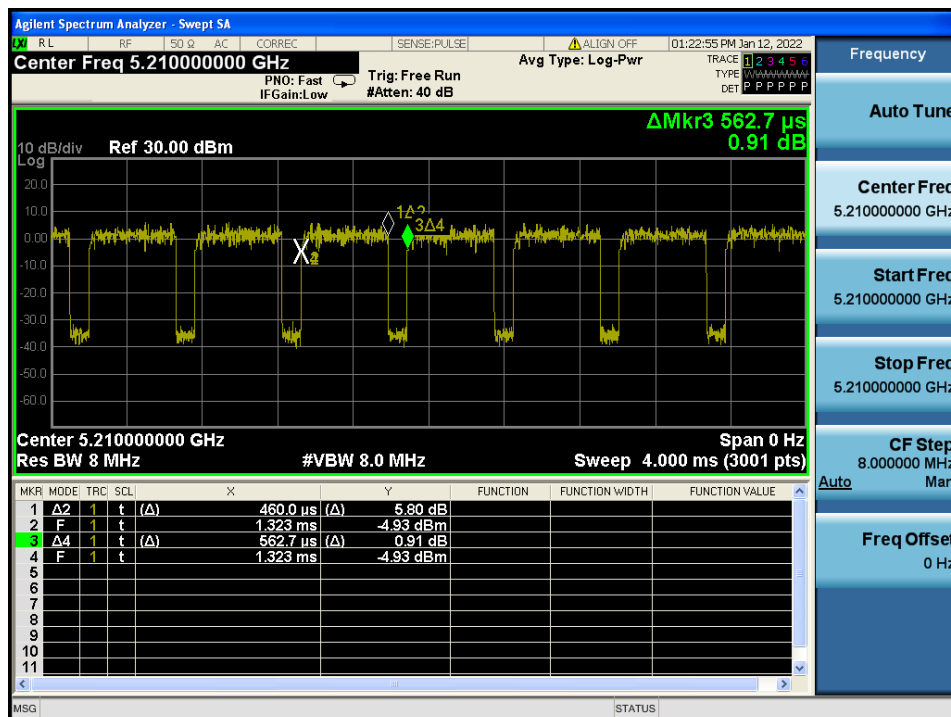 Agilent Spectrum Analyzer - Swept SA
LXI RL RF 50 Ω AC CORREC SENSE:PULSE ALIGN OFF 01:22:55 PM Jan 12, 2022
Center Freq 5.210000000 GHz Avg Type: Log-Pwr TRACE 1 2 3 4 5 6
PNO: Fast Trig: Free Run TYPE WWWWWW
IFGain:Low #Atten: 40 dB DET P P P P P P
ΔMkr3 562.7 µs
10 dB/div Ref 30.00 dBm 0.91 dB
Log
20.0
10.0
1Δ2
3Δ4
0.00
-10.0
-20.0
-30.0
-40.0
-50.0
-60.0
Center 5.210000000 GHz Span 0 Hz
Res BW 8 MHz #VBW 8.0 MHz Sweep 4.000 ms (3001 pts)
MKR MODE TRC SCL X Y FUNCTION FUNCTION WIDTH FUNCTION VALUE
1 Δ2 1 t (Δ) 460.0 µs (Δ) 5.80 dB
2 F 1 t 1.323 ms -4.93 dBm
3 Δ4 1 t (Δ) 562.7 µs (Δ) 0.91 dB
4 F 1 t 1.323 ms -4.93 dBm
5
6
7
8
9
10
11
MSG STATUS
Frequency
Auto Tune
Center Freq
5.210000000 GHz
Start Freq
5.210000000 GHz
Stop Freq
5.210000000 GHz
CF Step
8.000000 MHz
Auto Man
Freq Offset
0 Hz